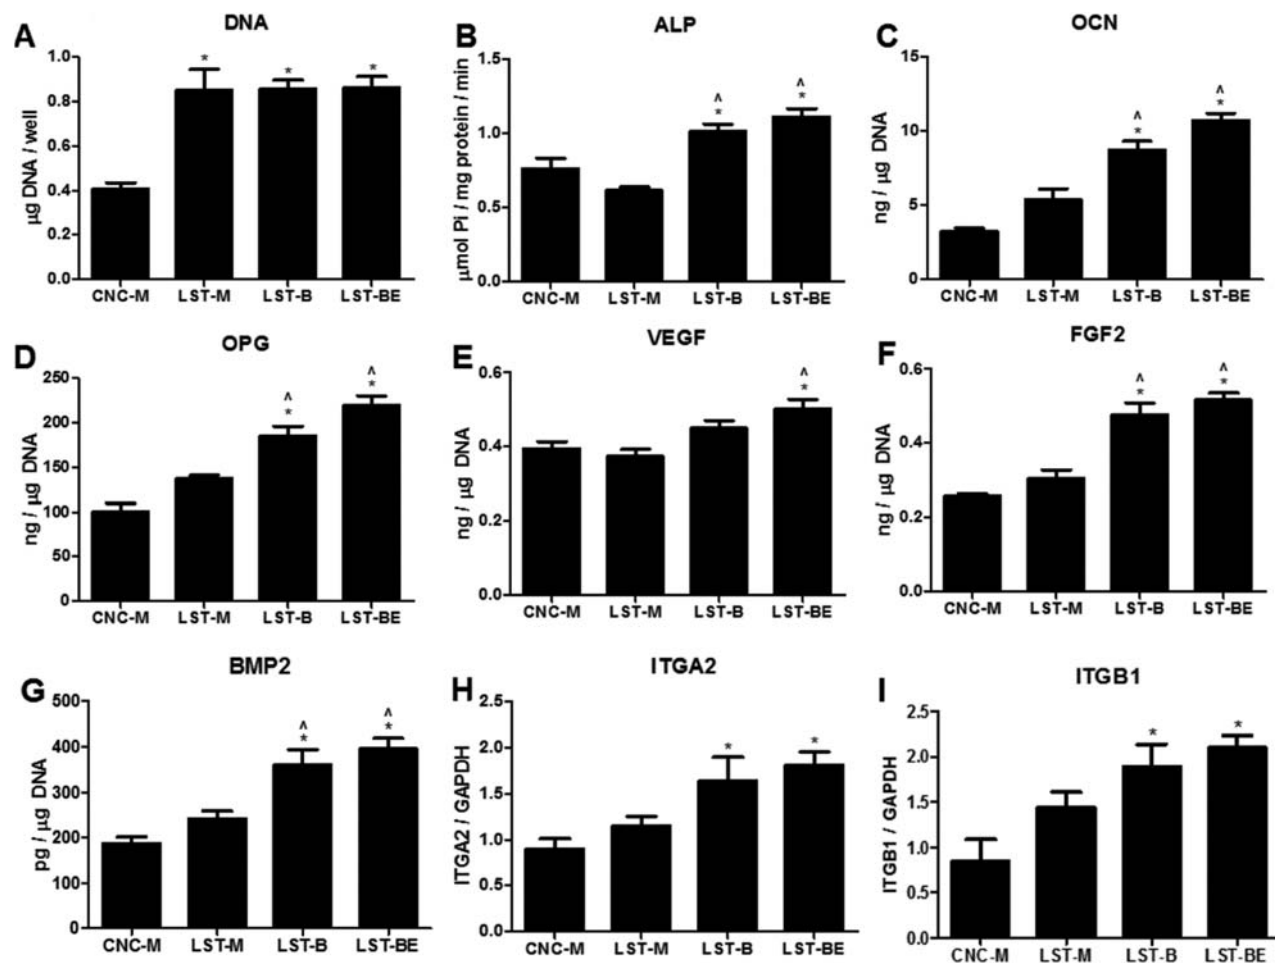 A
DNA
µg DNA / well
1.0
0.8
0.6
0.4
0.2
0.0
*
*
*
CNC-M LST-M LST-B LST-BE
B
ALP
µmol Pi / mg protein / min
1.5
1.0
0.5
0.0
^
*
^
*
CNC-M LST-M LST-B LST-BE
C
OCN
ng / µg DNA
15
10
5
0
^
*
^
*
CNC-M LST-M LST-B LST-BE
D
OPG
ng / µg DNA
250
200
150
100
50
0
^
*
^
*
CNC-M LST-M LST-B LST-BE
E
VEGF
ng / µg DNA
0.6
0.4
0.2
0.0
^
*
CNC-M LST-M LST-B LST-BE
F
FGF2
ng / µg DNA
0.6
0.4
0.2
0.0
^
*
^
*
CNC-M LST-M LST-B LST-BE
G
BMP2
pg / µg DNA
500
400
300
200
100
0
^
*
^
*
CNC-M LST-M LST-B LST-BE
H
ITGA2
ITGA2 / GAPDH
2.5
2.0
1.5
1.0
0.5
0.0
*
*
CNC-M LST-M LST-B LST-BE
I
ITGB1
ITGB1 / GAPDH
2.5
2.0
1.5
1.0
0.5
0.0
*
*
CNC-M LST-M LST-B LST-BE